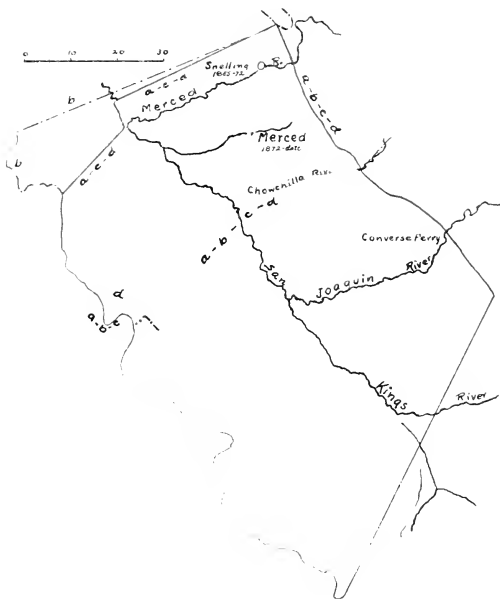 0 10 20 30
b
Snelling
1855-72
a-c-d
R.
Merced
a-b-c-d
b
Merced
1872-date
a-c-d
Chowchilla Riv.
a-b-c-d
Converse Ferry
San Joaquin River
d
a-b-c
Kings River